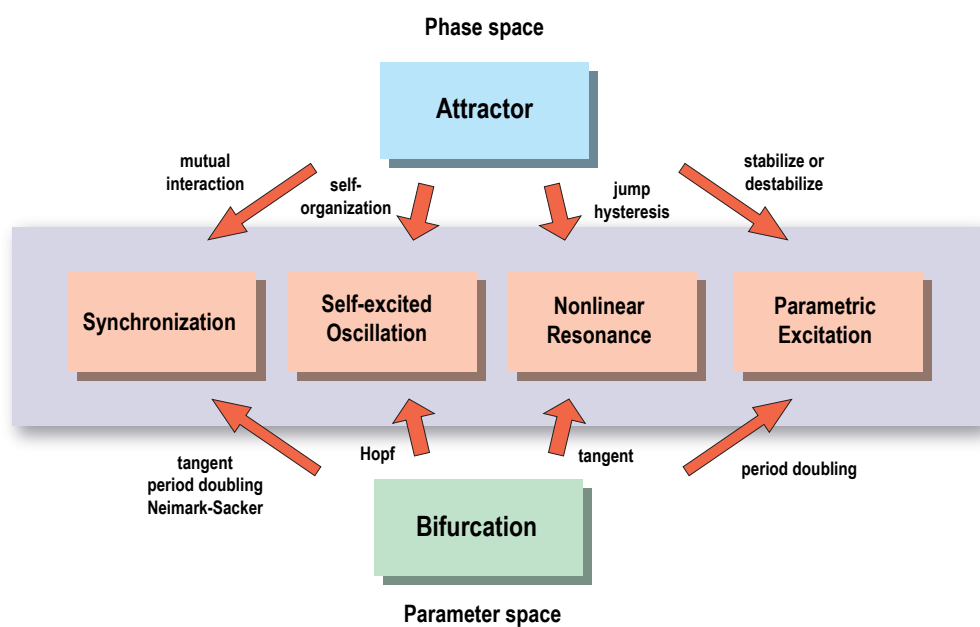 Phase space
Attractor
mutual
interaction
self-
organization
jump
hysteresis
stabilize or
destabilize
Synchronization
Self-excited
Oscillation
Nonlinear
Resonance
Parametric
Excitation
tangent
period doubling
Neimark-Sacker
Hopf
tangent
period doubling
Bifurcation
Parameter space